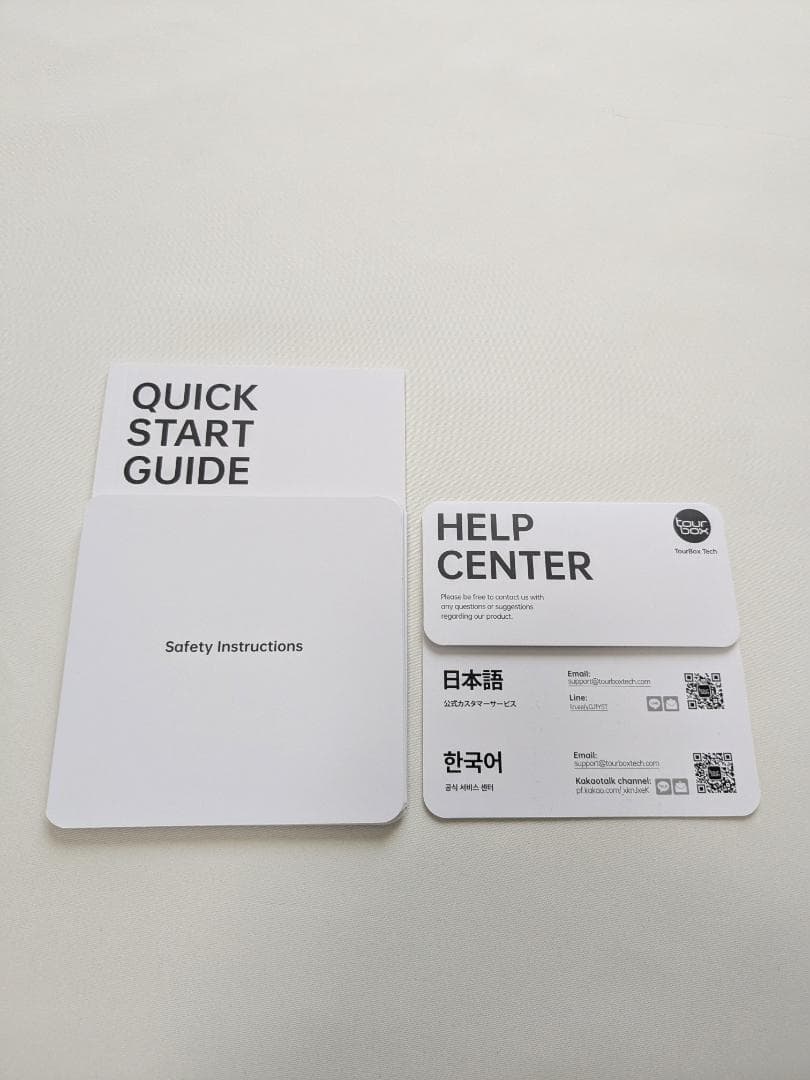 QUICK
START
GUIDE
Safety Instructions
HELP
CENTER
tour
box
TourBox Tech
Please be free to contact us with
any questions or suggestions
regarding our product.
日本語
公式カスタマーサービス
Email:
support@tourboxtech.com
Line:
한국어
공식 서비스 센터
Email:
support@tourboxtech.com
Kakaotalk channel: